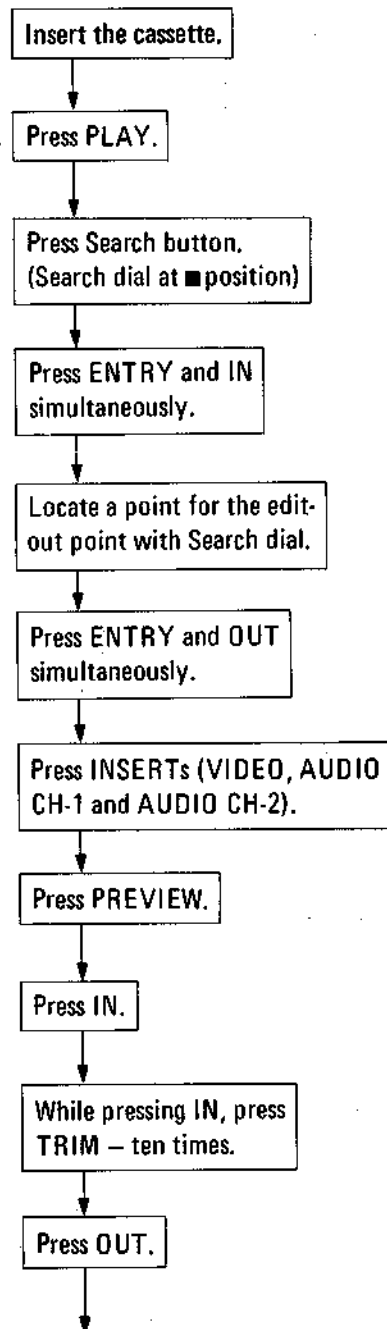 Insert the cassette.
Press PLAY.
Press Search button.
(Search dial at ■ position)
Press ENTRY and IN
simultaneously.
Locate a point for the edit-
out point with Search dial.
Press ENTRY and OUT
simultaneously.
Press INSERTs (VIDEO, AUDIO
CH-1 and AUDIO CH-2).
Press PREVIEW.
Press IN.
While pressing IN, press
TRIM – ten times.
Press OUT.